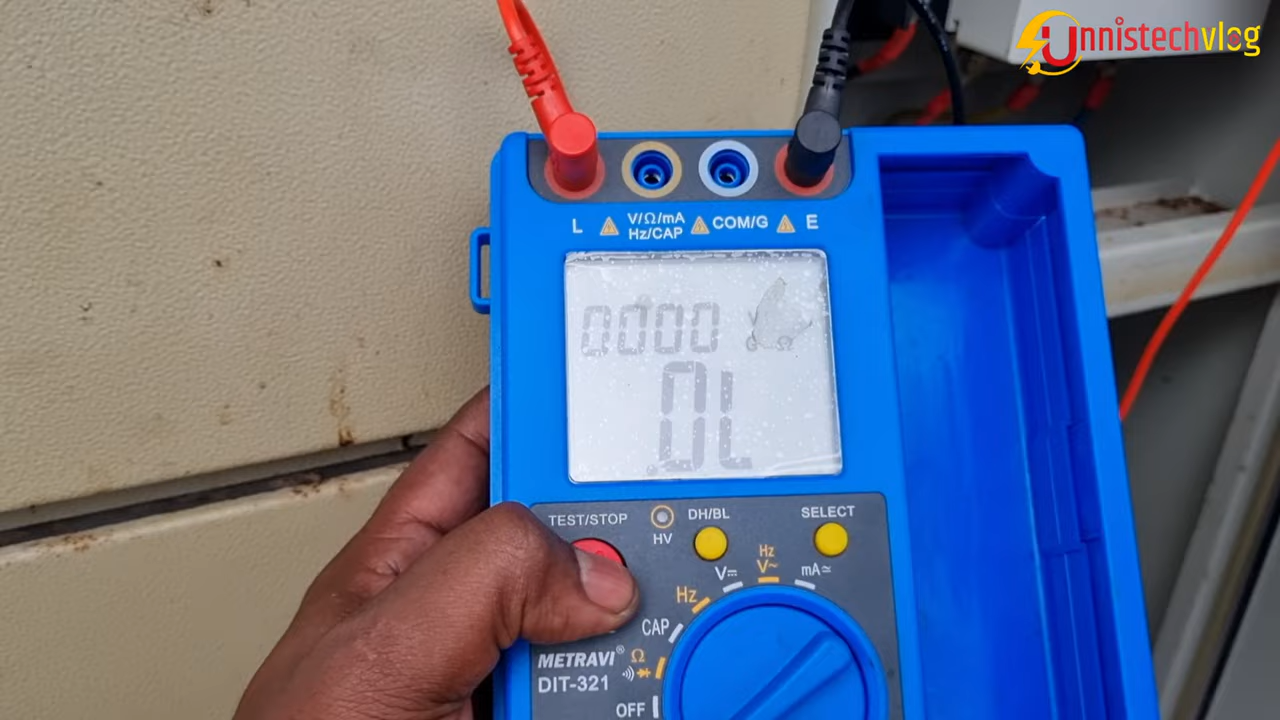 Unnistechvlog
L V/Ω/mA COM/G E
Hz/CAP
0.000 V
GΩ
.OL
TEST/STOP HV DH/BL SELECT
Hz
V⎓ V~ mA≃
Hz
CAP
METRAVI® Ω
DIT-321
OFF